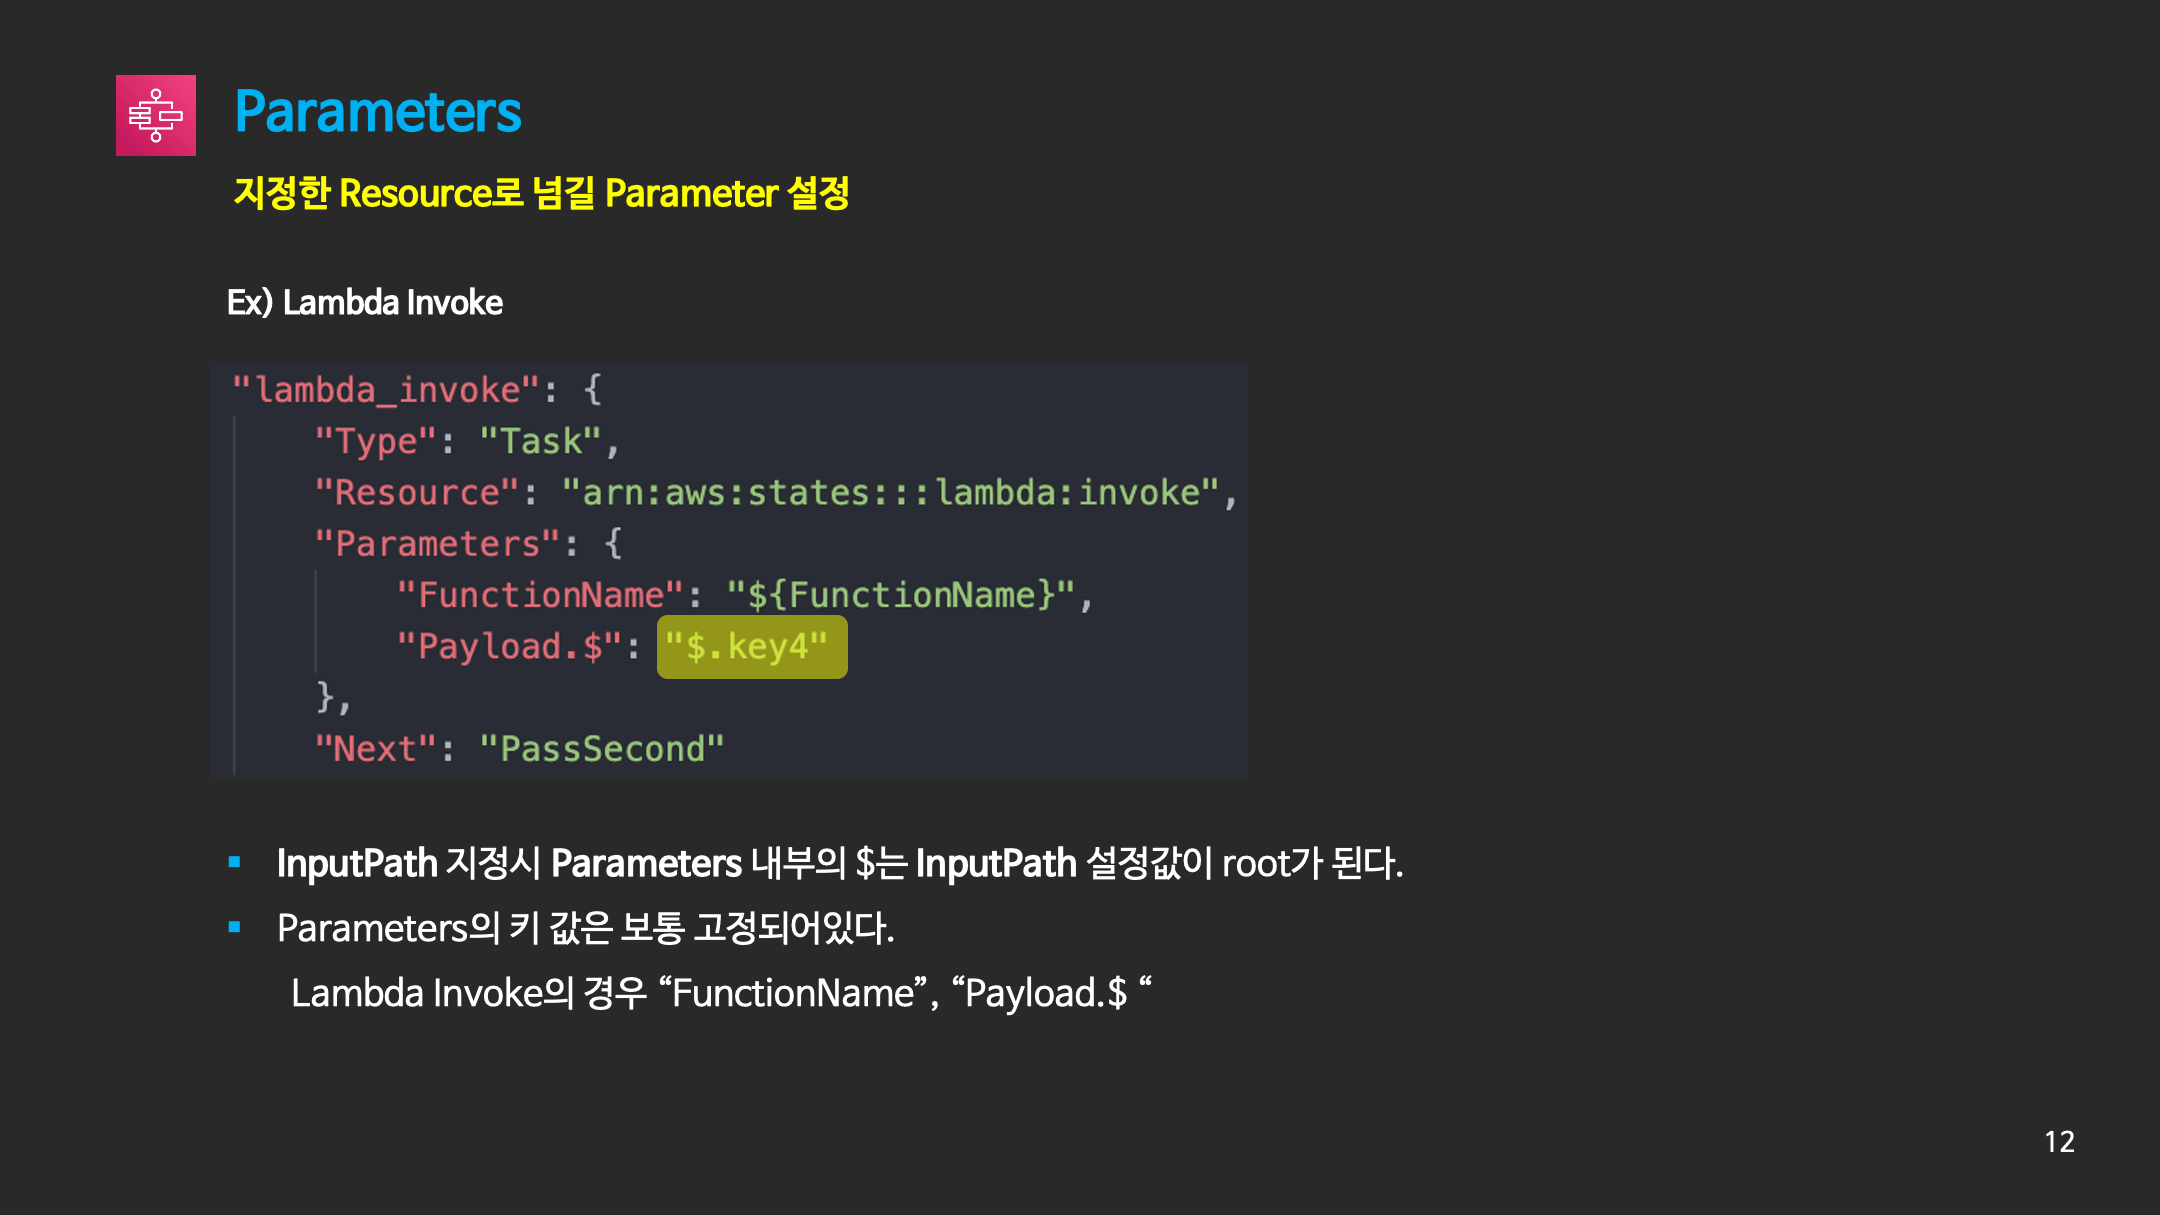 Parameters
지정한 Resource로 넘길 Parameter 설정
Ex) Lambda Invoke
"lambda_invoke": {
    "Type": "Task",
    "Resource": "arn:aws:states:::lambda:invoke",
    "Parameters": {
        "FunctionName": "${FunctionName}",
        "Payload.$": "$.key4"
    },
    "Next": "PassSecond"
▪ InputPath 지정시 Parameters 내부의 $는 InputPath 설정값이 root가 된다.
▪ Parameters의 키 값은 보통 고정되어있다.
Lambda Invoke의 경우 “FunctionName”, “Payload.$ “
12